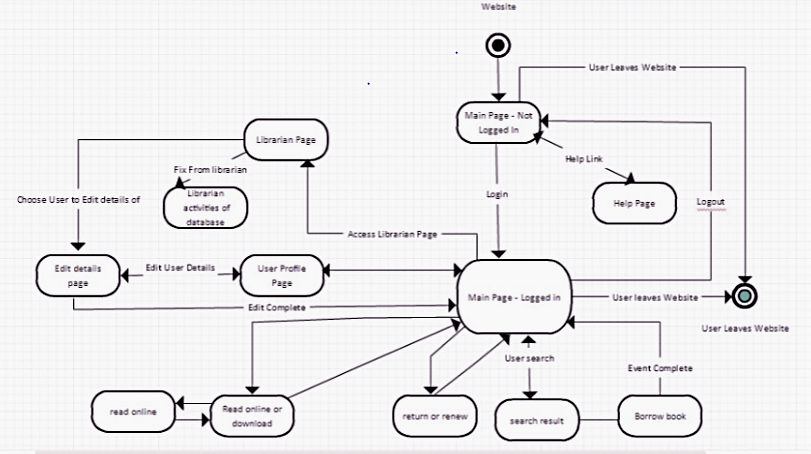 Website
User Leaves Website
Main Page - Not
Logged In
Librarian Page
Help Link
Fix From librarian
Librarian
activities of
database
Login
Help Page
Logout
Choose User to Edit details of
Access Librarian Page
Edit details
page
Edit User Details
User Profile
Page
Main Page - Logged in
User leaves Website
Edit Complete
User Leaves Website
User search
Event Complete
read online
Read online or
download
return or renew
search result
Borrow book